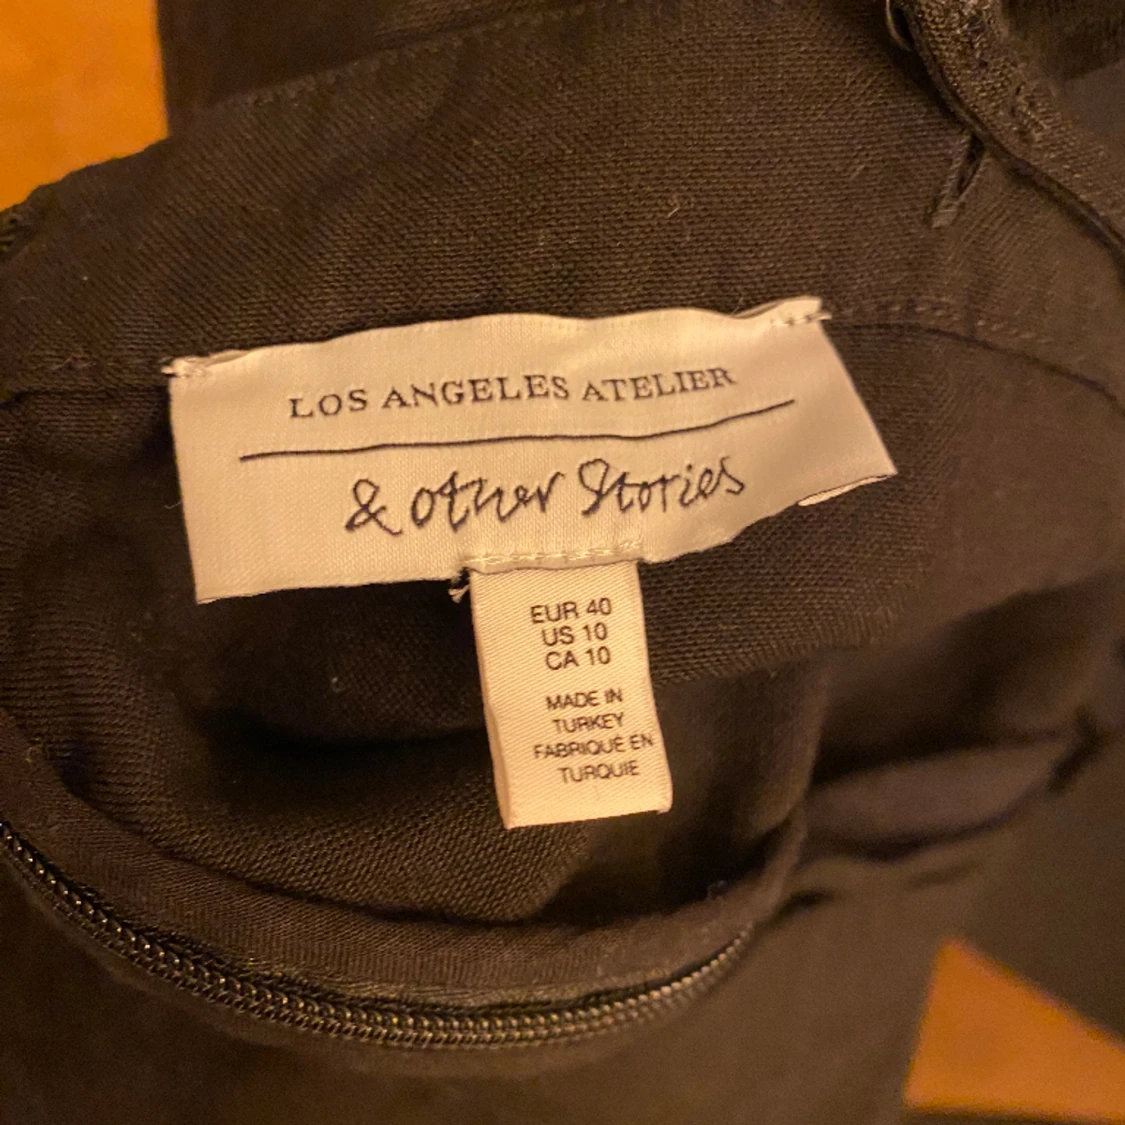 LOS ANGELES ATELIER
& other Stories
EUR 40
US 10
CA 10
MADE IN
TURKEY
FABRIQUÉ EN
TURQUIE